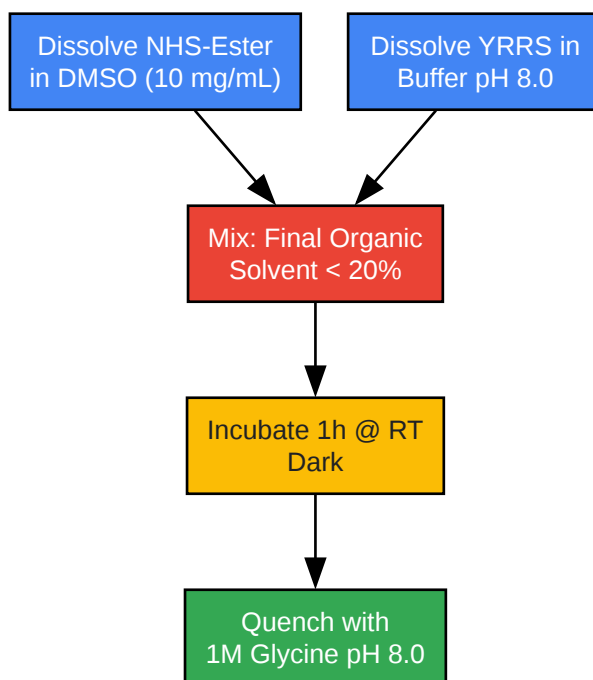 Dissolve NHS-Ester
in DMSO (10 mg/mL)
Dissolve YRRS in
Buffer pH 8.0
Mix: Final Organic
Solvent < 20%
Incubate 1h @ RT
Dark
Quench with
1M Glycine pH 8.0